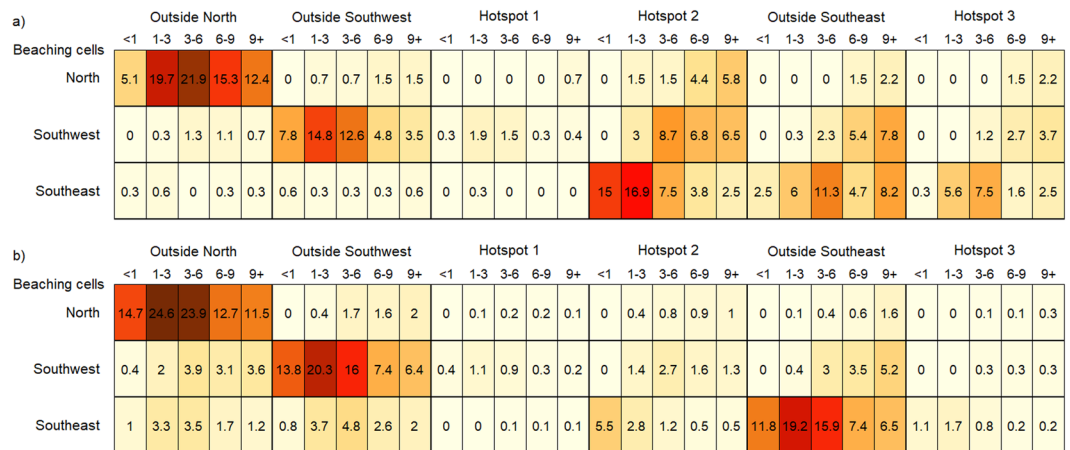 a)
Outside North Outside Southwest Hotspot 1 Hotspot 2 Outside Southeast Hotspot 3
<1 1-3 3-6 6-9 9+ <1 1-3 3-6 6-9 9+ <1 1-3 3-6 6-9 9+ <1 1-3 3-6 6-9 9+ <1 1-3 3-6 6-9 9+ <1 1-3 3-6 6-9 9+
Beaching cells
North 5.1 19.7 21.9 15.3 12.4 0 0.7 0.7 1.5 1.5 0 0 0 0 0.7 0 1.5 1.5 4.4 5.8 0 0 0 1.5 2.2 0 0 0 1.5 2.2
Southwest 0 0.3 1.3 1.1 0.7 7.8 14.8 12.6 4.8 3.5 0.3 1.9 1.5 0.3 0.4 0 3 8.7 6.8 6.5 0 0.3 2.3 5.4 7.8 0 0 1.2 2.7 3.7
Southeast 0.3 0.6 0 0.3 0.3 0.6 0.3 0.3 0.3 0.6 0 0.3 0 0 0 15 16.9 7.5 3.8 2.5 2.5 6 11.3 4.7 8.2 0.3 5.6 7.5 1.6 2.5
b)
Outside North Outside Southwest Hotspot 1 Hotspot 2 Outside Southeast Hotspot 3
<1 1-3 3-6 6-9 9+ <1 1-3 3-6 6-9 9+ <1 1-3 3-6 6-9 9+ <1 1-3 3-6 6-9 9+ <1 1-3 3-6 6-9 9+ <1 1-3 3-6 6-9 9+
Beaching cells
North 14.7 24.6 23.9 12.7 11.5 0 0.4 1.7 1.6 2 0 0.1 0.2 0.2 0.1 0 0.4 0.8 0.9 1 0 0.1 0.4 0.6 1.6 0 0 0.1 0.1 0.3
Southwest 0.4 2 3.9 3.1 3.6 13.8 20.3 16 7.4 6.4 0.4 1.1 0.9 0.3 0.2 0 1.4 2.7 1.6 1.3 0 0.4 3 3.5 5.2 0 0 0.3 0.3 0.3
Southeast 1 3.3 3.5 1.7 1.2 0.8 3.7 4.8 2.6 2 0 0 0.1 0.1 0.1 5.5 2.8 1.2 0.5 0.5 11.8 19.2 15.9 7.4 6.5 1.1 1.7 0.8 0.2 0.2